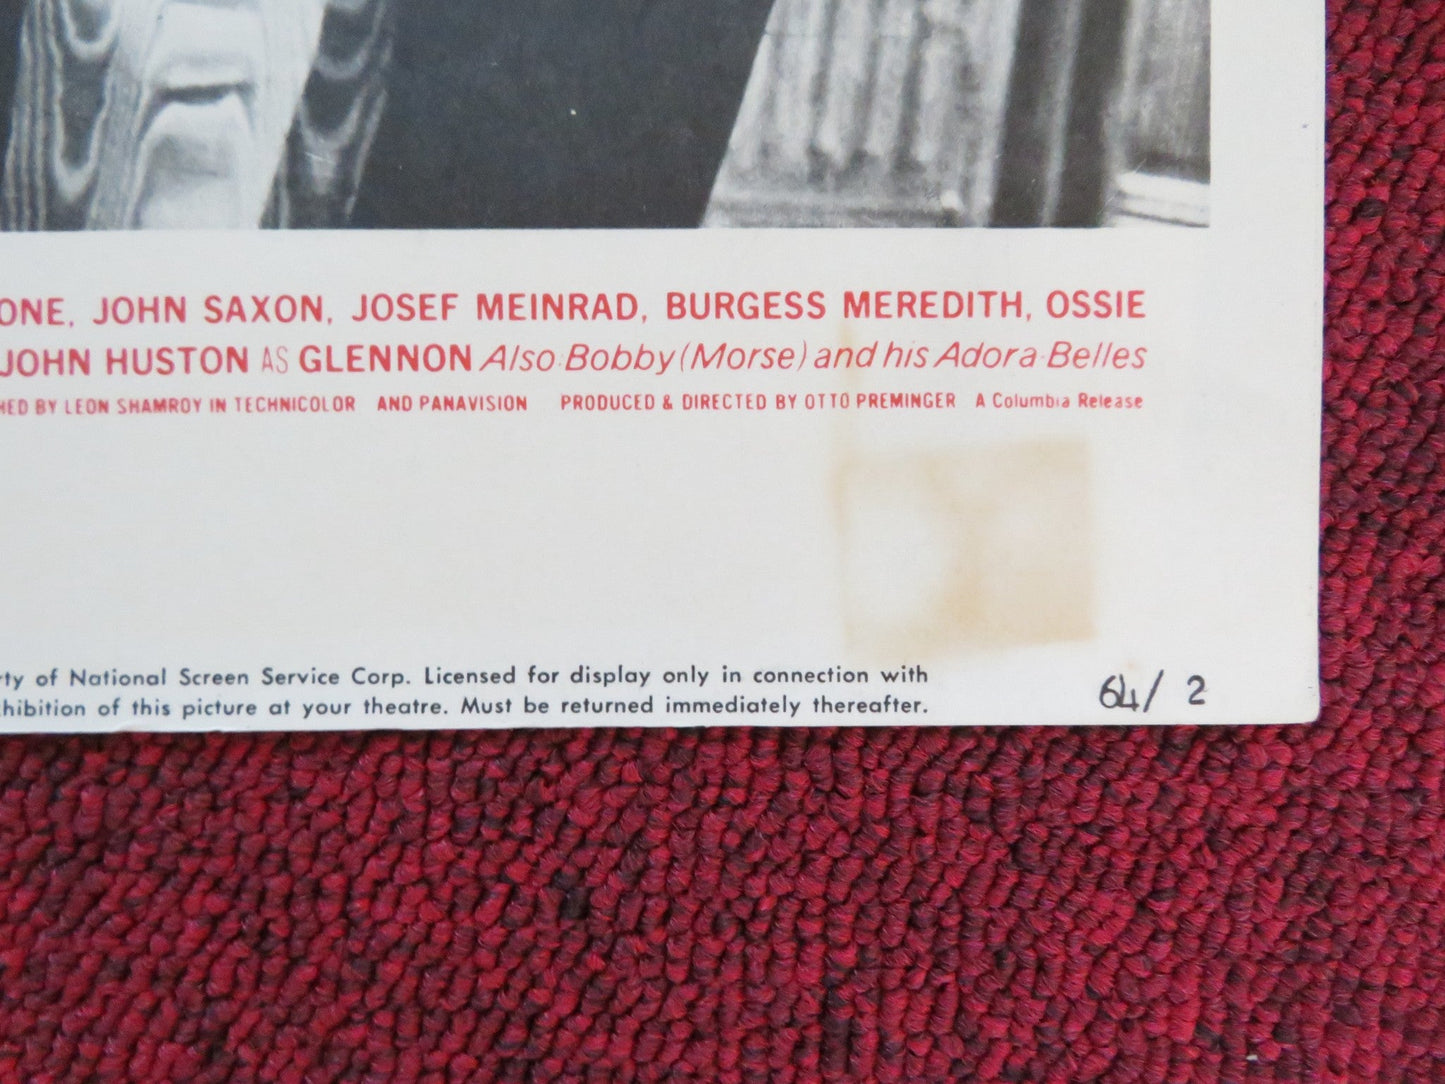 ONE, JOHN SAXON, JOSEF MEINRAD, BURGESS MEREDITH, OSSIE
JOHN HUSTON AS GLENNON Also: Bobby (Morse) and his Adora-Belles
HED BY LEON SHAMROY IN TECHNICOLOR AND PANAVISION PRODUCED & DIRECTED BY OTTO PREMINGER A Columbia Release
rty of National Screen Service Corp. Licensed for display only in connection with
hibition of this picture at your theatre. Must be returned immediately thereafter.
64/ 2